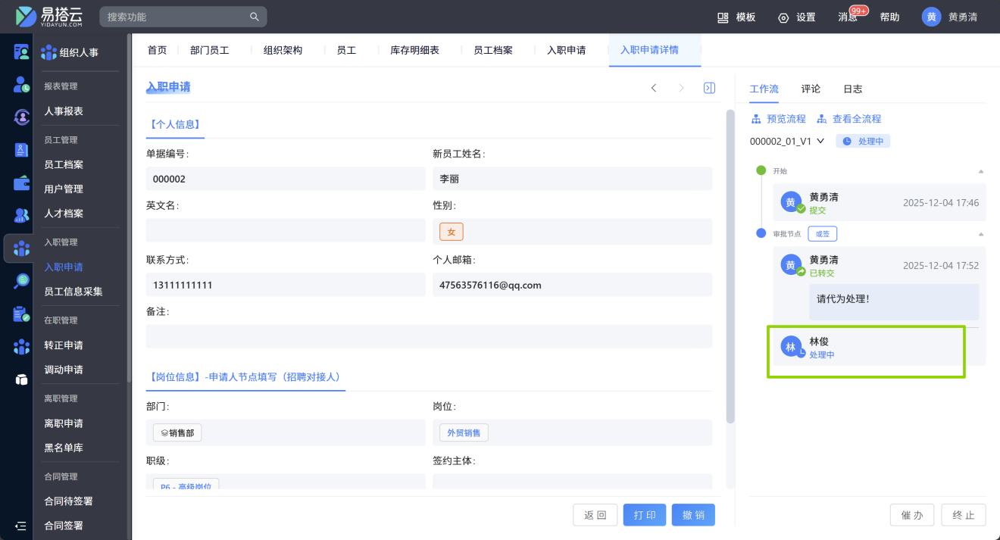 易搭云
YIDAYUN.COM
搜索功能
模板
设置
消息
99+
帮助
黄
黄勇清
组织人事
报表管理
人事报表
员工管理
员工档案
用户管理
人才档案
入职管理
入职申请
员工信息采集
在职管理
转正申请
调动申请
离职管理
离职申请
黑名单库
合同管理
合同待签署
合同签署
首页
部门员工
组织架构
员工
库存明细表
员工档案
入职申请
入职申请详情
入职申请
【个人信息】
单据编号:
新员工姓名:
000002
李丽
英文名:
性别:
女
联系方式:
个人邮箱:
13111111111
47563576116@qq.com
备注:
【岗位信息】-申请人节点填写（招聘对接人）
部门:
岗位:
销售部
外贸销售
职级:
签约主体:
P6 - 高级岗位
返 回
打 印
撤 销
工作流
评论
日志
预览流程
查看全流程
000002_01_V1
处理中
开始
黄
黄勇清
提交
2025-12-04 17:46
审批节点
或签
黄
黄勇清
已转交
2025-12-04 17:52
请代为处理!
林
林俊
处理中
催 办
终 止